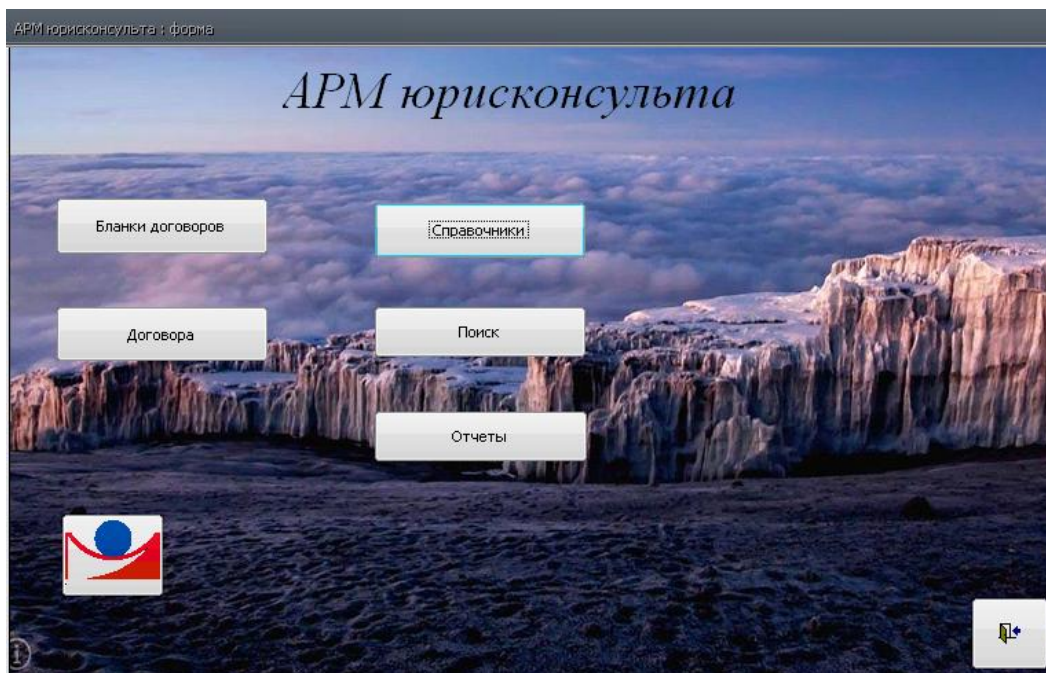 АРМ юрисконсульта : форма
АРМ юрисконсульта
Бланки договоров
Справочники
Договора
Поиск
Отчеты